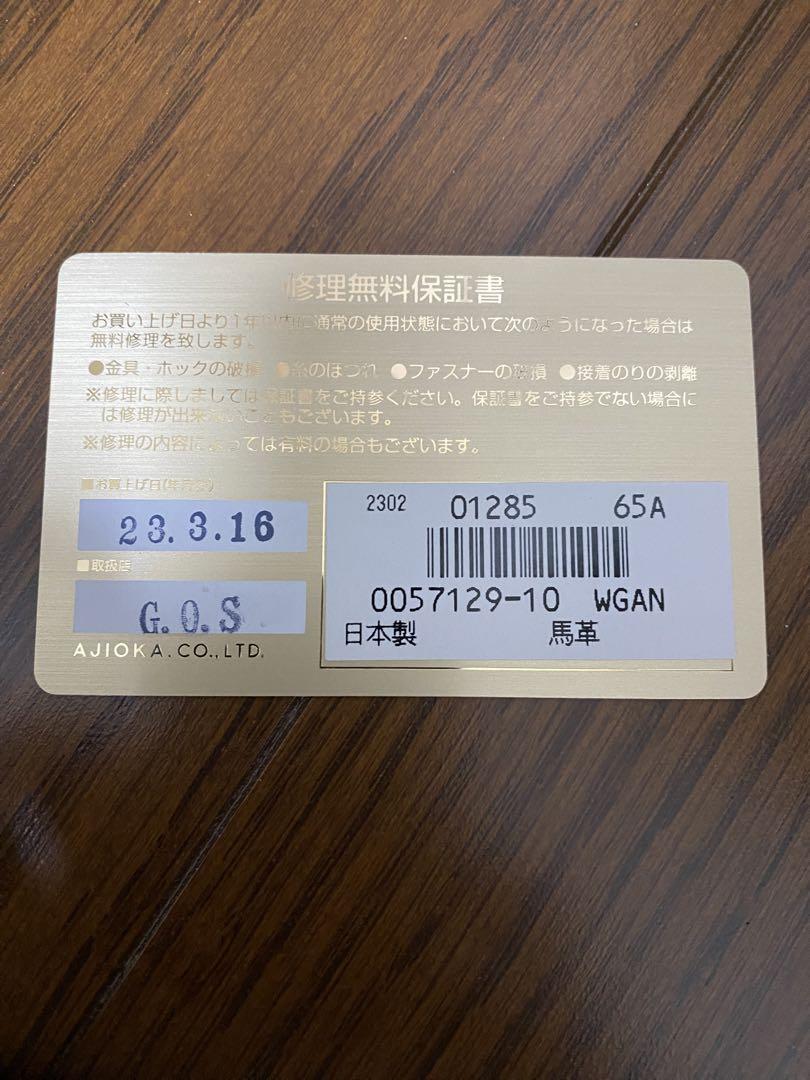 修理無料保証書
お買い上げ日より1年以内に通常の使用状態において次のようになった場合は
無料修理を致します。
●金具・ホックの破損 ●糸のほつれ ●ファスナーの破損 ●接着のりの剥離
※修理に際しましては保証書をご持参ください。保証書をご持参でない場合に
は修理が出来ないこともございます。
※修理の内容によっては有料の場合もございます。
■お買上げ日(年月日)
23.3.16
■取扱店
G.O.S
AJIOKA.CO.,LTD.
2302 01285 65A
0057129-10 WGAN
日本製 馬革